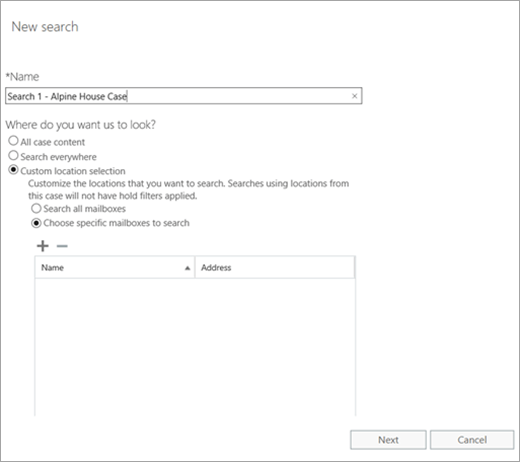 New search
*Name
Search 1 - Alpine House Case
Where do you want us to look?
All case content
Search everywhere
Custom location selection
Customize the locations that you want to search. Searches using locations from
this case will not have hold filters applied.
Search all mailboxes
Choose specific mailboxes to search
Name Address
Next Cancel